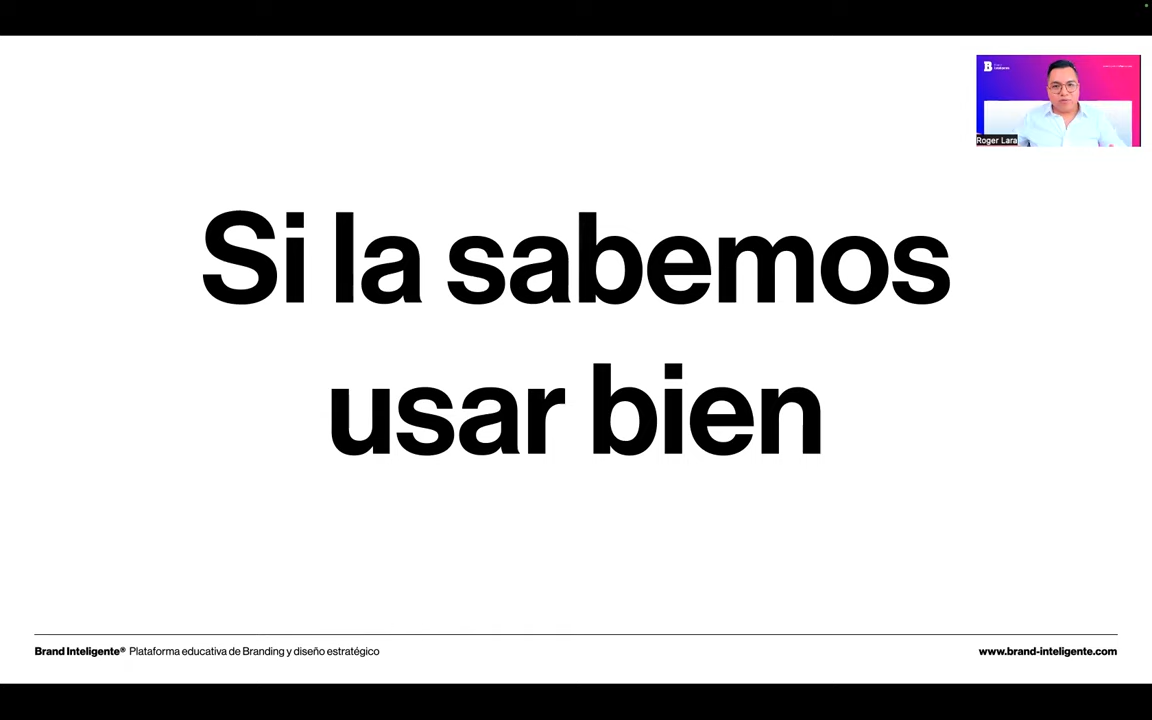 Roger Lara
Si la sabemos
usar bien
Brand Inteligente® Plataforma educativa de Branding y diseño estratégico
www.brand-inteligente.com